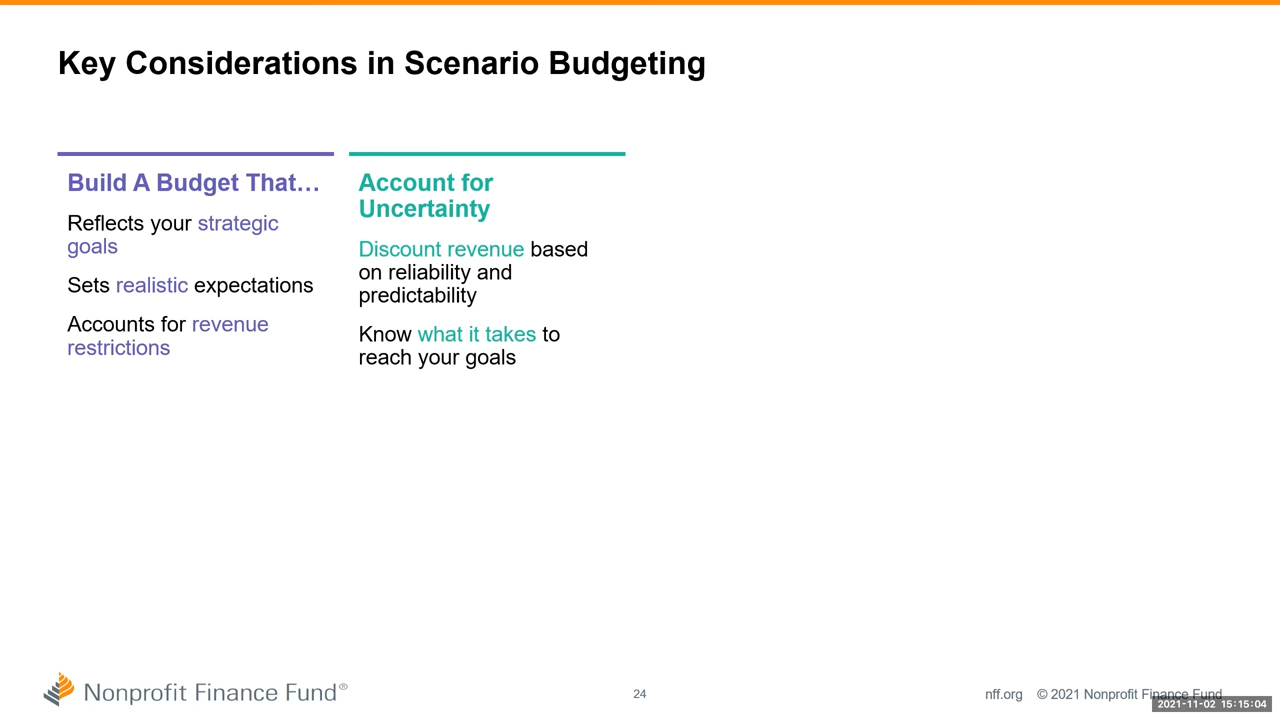 Key Considerations in Scenario Budgeting
Build A Budget That…
Reflects your strategic
goals
Sets realistic expectations
Accounts for revenue
restrictions
Account for
Uncertainty
Discount revenue based
on reliability and
predictability
Know what it takes to
reach your goals
Nonprofit Finance Fund®
24
nff.org © 2021 Nonprofit Finance Fund
2021-11-02 15:15:04